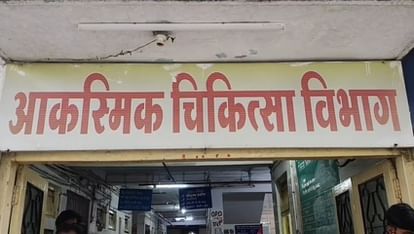 आकस्मिक चिकित्सा विभाग